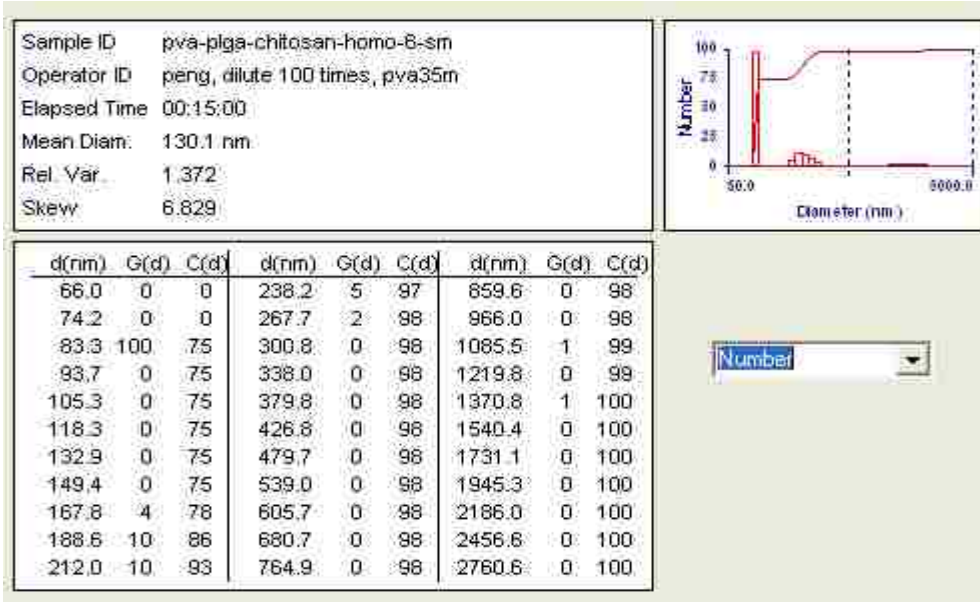 Sample ID pva-plga-chitosan-homo-6-sm
Operator ID peng, dilute 100 times, pva35m
Elapsed Time 00:15:00
Mean Diam. 130.1 nm
Rel. Var. 1.372
Skew 6.829
100
75
50
25
0
Number
50.0 5000.0
Diameter (nm)
d(nm) G(d) C(d) d(nm) G(d) C(d) d(nm) G(d) C(d)
66.0 0 0 238.2 5 97 859.6 0 98
74.2 0 0 267.7 2 98 966.0 0 98
83.3 100 75 300.8 0 98 1085.5 1 99
93.7 0 75 338.0 0 98 1219.8 0 99
105.3 0 75 379.8 0 98 1370.8 1 100
118.3 0 75 426.8 0 98 1540.4 0 100
132.9 0 75 479.7 0 98 1731.1 0 100
149.4 0 75 539.0 0 98 1945.3 0 100
167.8 4 78 605.7 0 98 2186.0 0 100
188.6 10 86 680.7 0 98 2456.6 0 100
212.0 10 93 764.9 0 98 2760.6 0 100
Number